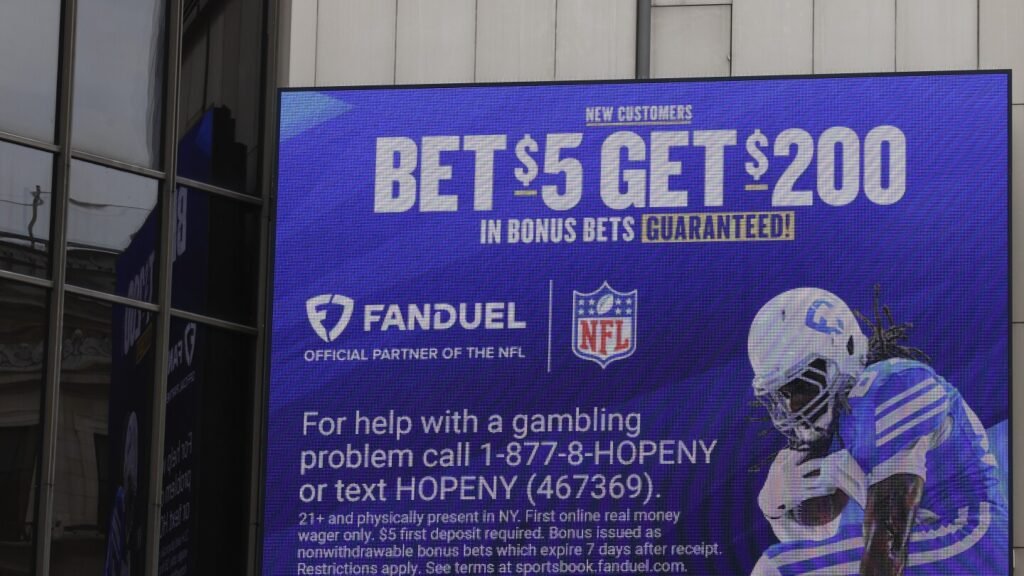 NEW CUSTOMERS
BET $5 GET $200
IN BONUS BETS GUARANTEED!
FANDUEL
OFFICIAL PARTNER OF THE NFL
NFL
For help with a gambling
problem call 1-877-8-HOPENY
or text HOPENY (467369).
21+ and physically present in NY. First online real money
wager only. $5 first deposit required. Bonus issued as
nonwithdrawable bonus bets which expire 7 days after receipt.
Restrictions apply. See terms at sportsbook.fanduel.com.